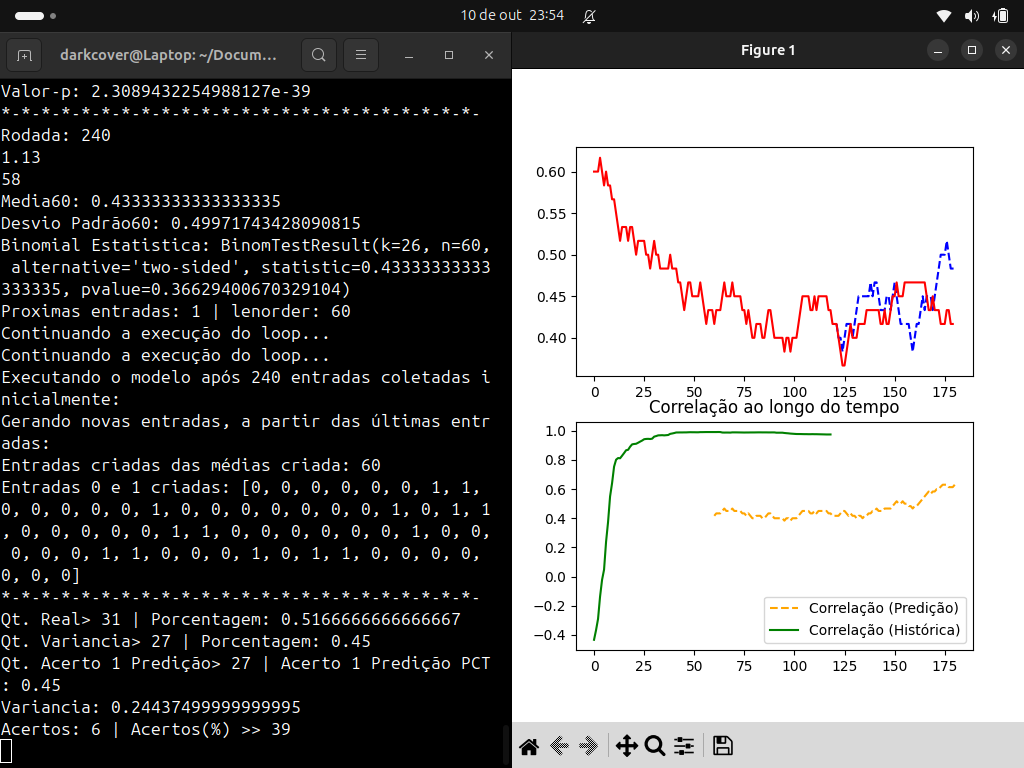 10 de out 23:54
darkcover@Laptop: ~/Docum...
Valor-p: 2.3089432254988127e-39
*-*-*-*-*-*-*-*-*-*-*-*-*-*-*-*-*-*-*-*-*-*-*-*-
Rodada: 240
1.13
58
Media60: 0.43333333333333335
Desvio Padrão60: 0.49971743428090815
Binomial Estatistica: BinomTestResult(k=26, n=60,
 alternative='two-sided', statistic=0.43333333333
333335, pvalue=0.36629400670329104)
Proximas entradas: 1 | lenorder: 60
Continuando a execução do loop...
Continuando a execução do loop...
Executando o modelo após 240 entradas coletadas i
nicialmente:
Gerando novas entradas, a partir das últimas entr
adas:
Entradas criadas das médias criada: 60
Entradas 0 e 1 criadas: [0, 0, 0, 0, 0, 0, 1, 1,
0, 0, 0, 0, 0, 1, 0, 0, 0, 0, 0, 0, 0, 1, 0, 1, 1
, 0, 0, 0, 0, 0, 1, 1, 0, 0, 0, 0, 0, 0, 1, 0, 0,
 0, 0, 0, 1, 1, 0, 0, 0, 1, 0, 1, 1, 0, 0, 0, 0,
0, 0, 0]
*-*-*-*-*-*-*-*-*-*-*-*-*-*-*-*-*-*-*-*-*-*-*-*-
Qt. Real> 31 | Porcentagem: 0.5166666666666667
Qt. Variancia> 27 | Porcentagem: 0.45
Qt. Acerto 1 Predição> 27 | Acerto 1 Predição PCT
: 0.45
Variancia: 0.24437499999999995
Acertos: 6 | Acertos(%) >> 39
Figure 1
0.60
0.55
0.50
0.45
0.40
0 25 50 75 100 125 150 175
Correlação ao longo do tempo
1.0
0.8
0.6
0.4
0.2
0.0
−0.2
−0.4
Correlação (Predição)
Correlação (Histórica)
0 25 50 75 100 125 150 175